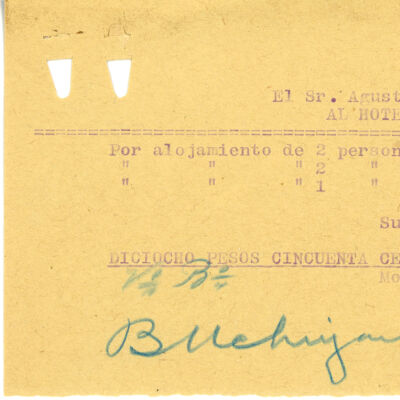 El Sr. Agust
AL HOTE
Por alojamiento de 2 person
" " " 2 "
" " " 1 "
Su
DICIOCHO PESOS CINCUENTA CE
Vº Bº
Mo